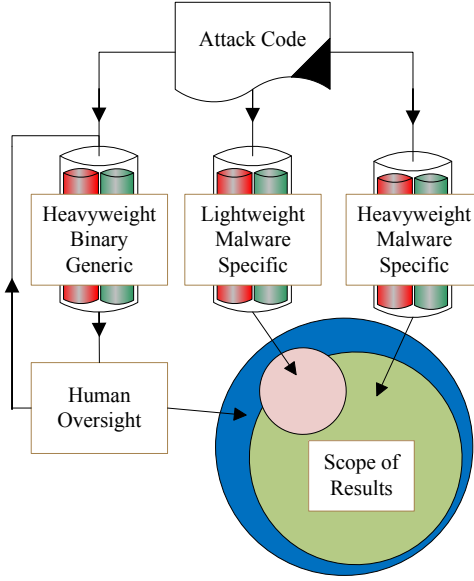 Attack Code
Heavyweight
Binary
Generic
Lightweight
Malware
Specific
Heavyweight
Malware
Specific
Human
Oversight
Scope of
Results